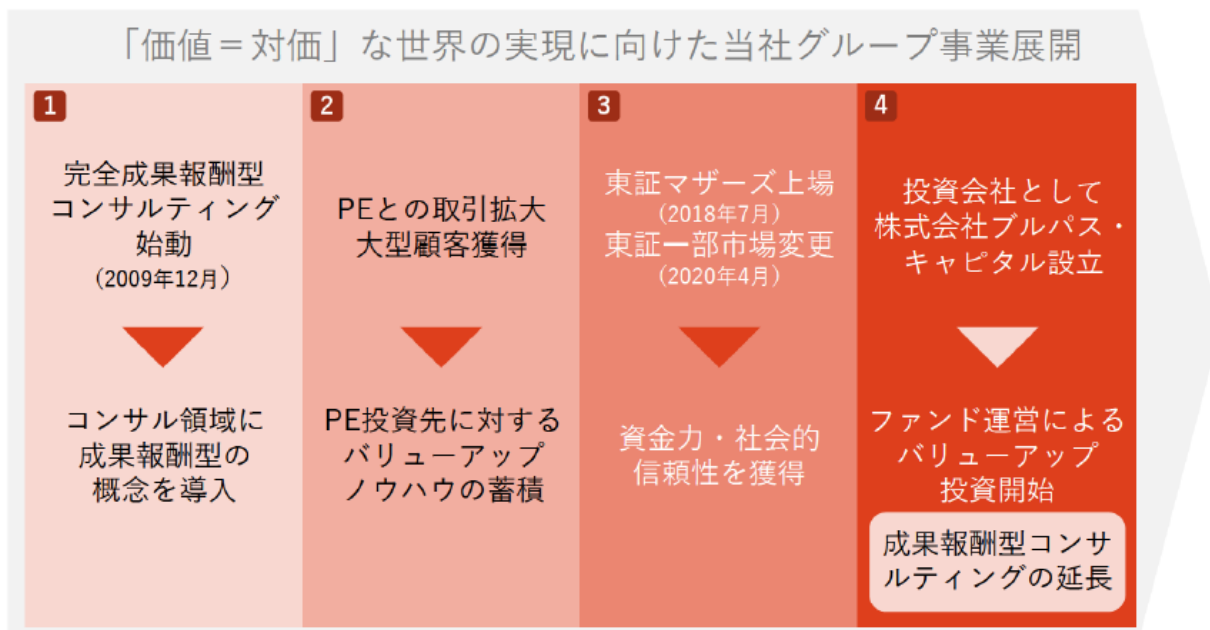 「価値＝対価」な世界の実現に向けた当社グループ事業展開
1
完全成果報酬型
コンサルティング
始動
（2009年12月）
コンサル領域に
成果報酬型の
概念を導入
2
PEとの取引拡大
大型顧客獲得
PE投資先に対する
バリューアップ
ノウハウの蓄積
3
東証マザーズ上場
（2018年7月）
東証一部市場変更
（2020年4月）
資金力・社会的
信頼性を獲得
4
投資会社として
株式会社ブルパス・
キャピタル設立
ファンド運営による
バリューアップ
投資開始
成果報酬型コンサ
ルティングの延長